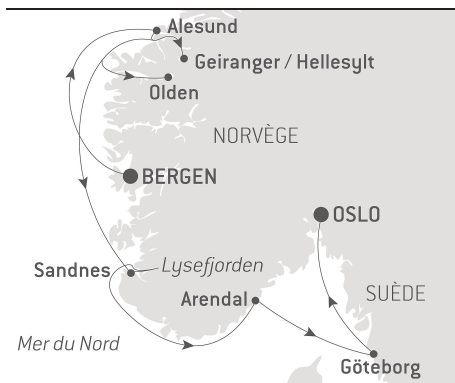 Alesund
Geiranger / Hellesylt
Olden
NORVÈGE
BERGEN
OSLO
Lysefjorden
Sandnes
SUÈDE
Arendal
Mer du Nord
Göteborg